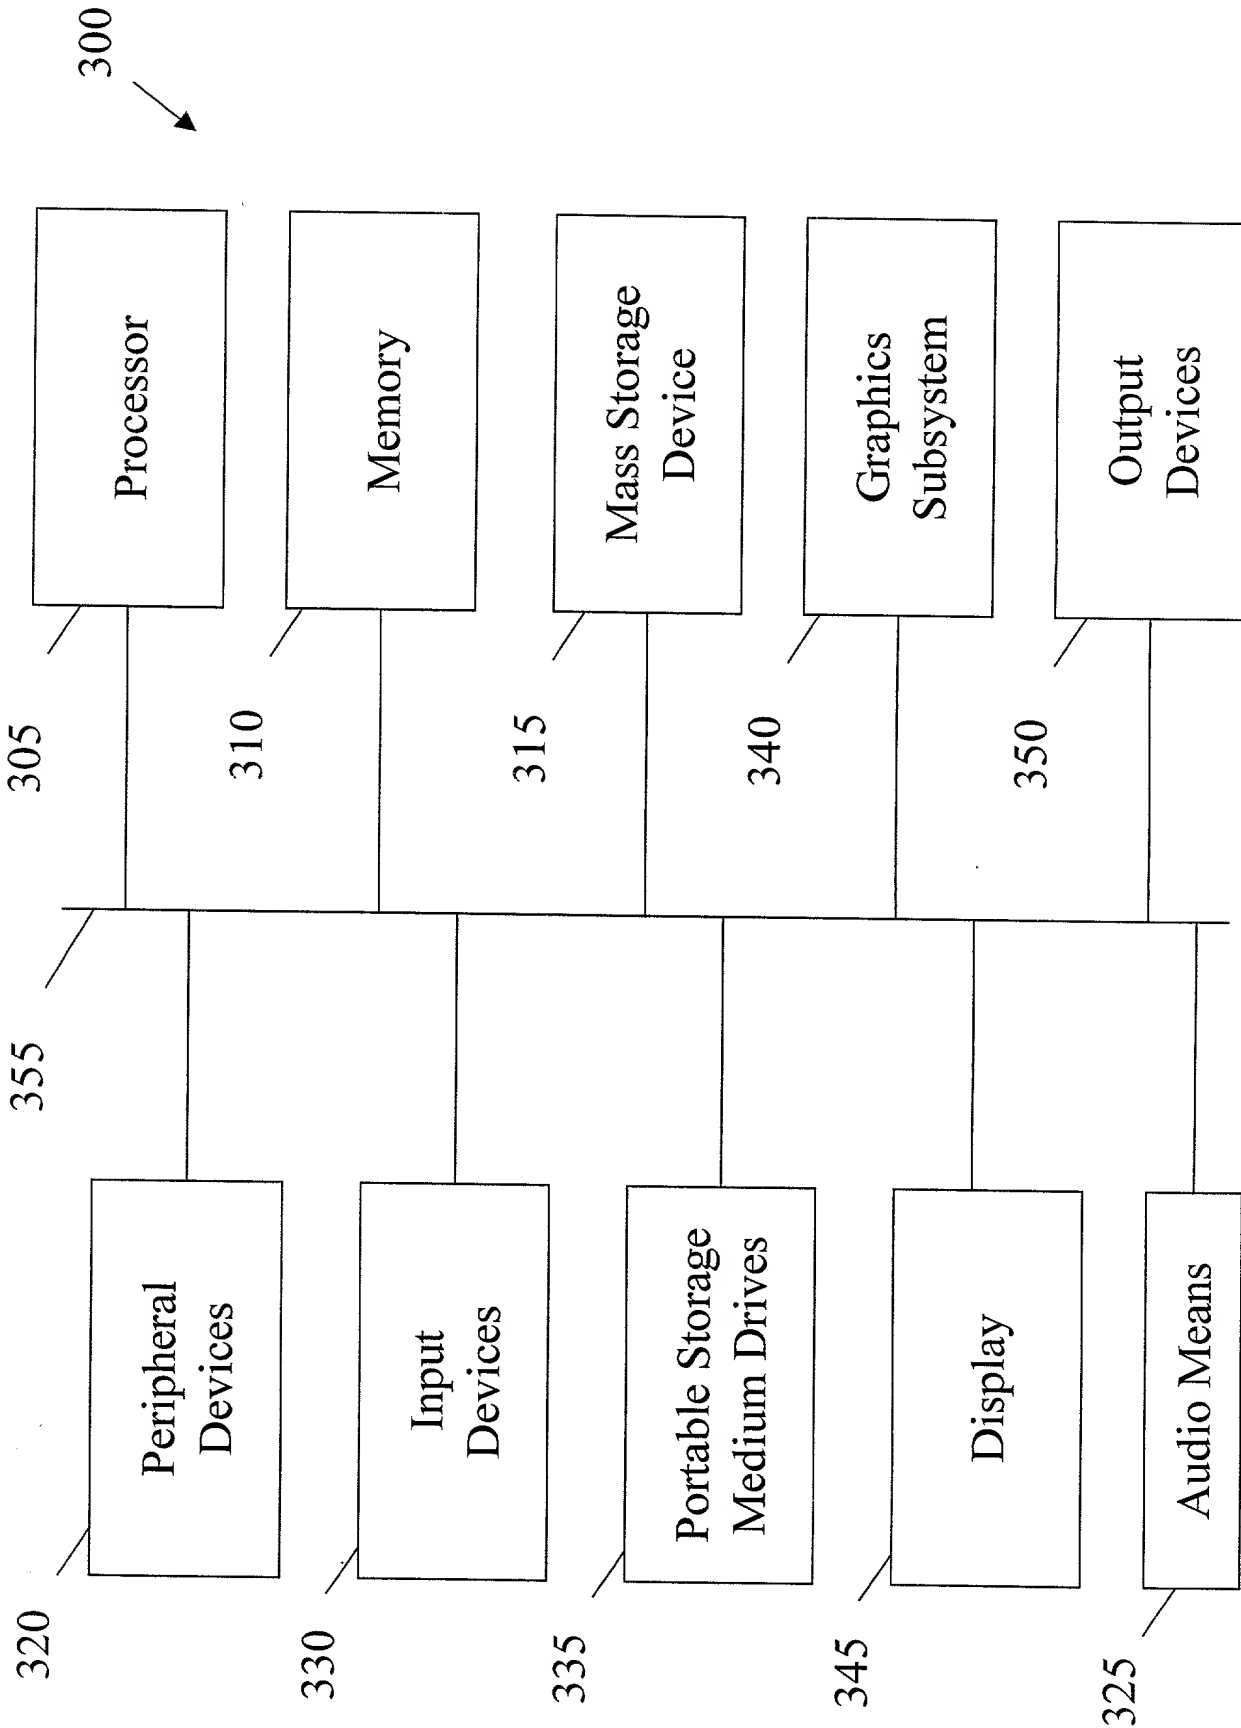 300
305
Processor
310
Memory
315
Mass Storage
Device
340
Graphics
Subsystem
350
Output
Devices
355
320
Peripheral
Devices
330
Input
Devices
335
Portable Storage
Medium Drives
345
Display
325
Audio Means